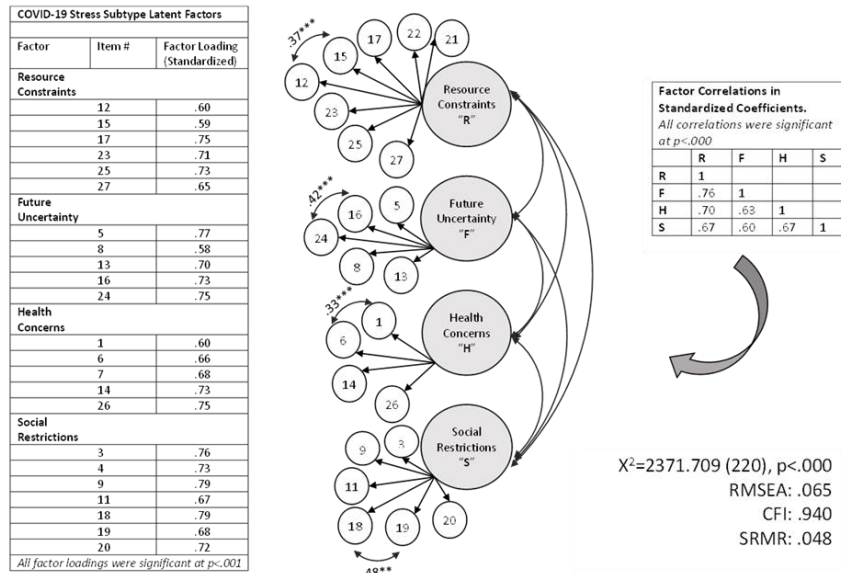 COVID-19 Stress Subtype Latent Factors
Factor Item # Factor Loading
(Standardized)
Resource
Constraints
12 .60
15 .59
17 .75
23 .71
25 .73
27 .65
Future
Uncertainty
5 .77
8 .58
13 .70
16 .73
24 .75
Health
Concerns
1 .60
6 .66
7 .68
14 .73
26 .75
Social
Restrictions
3 .76
4 .73
9 .79
11 .67
18 .79
19 .68
20 .72
All factor loadings were significant at p<.001
.37***
12
15
17
22
21
23
25
27
Resource
Constraints
"R"
.42***
24
16
5
8
13
Future
Uncertainty
"F"
.33***
6
1
14
26
Health
Concerns
"H"
9
3
11
18
19
20
Social
Restrictions
"S"
.48**
Factor Correlations in
Standardized Coefficients.
All correlations were significant
at p<.000
R F H S
R 1
F .76 1
H .70 .63 1
S .67 .60 .67 1
X²=2371.709 (220), p<.000
RMSEA: .065
CFI: .940
SRMR: .048